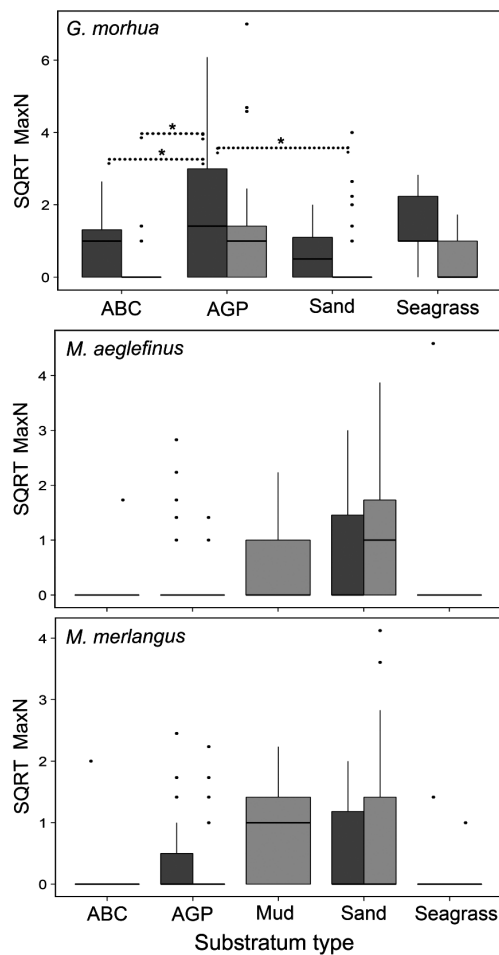 G. morhua
SQRT MaxN
6
4
2
0
*
*
*
ABC AGP Sand Seagrass
M. aeglefinus
SQRT MaxN
4
3
2
1
0
M. merlangus
SQRT MaxN
4
3
2
1
0
ABC AGP Mud Sand Seagrass
Substratum type